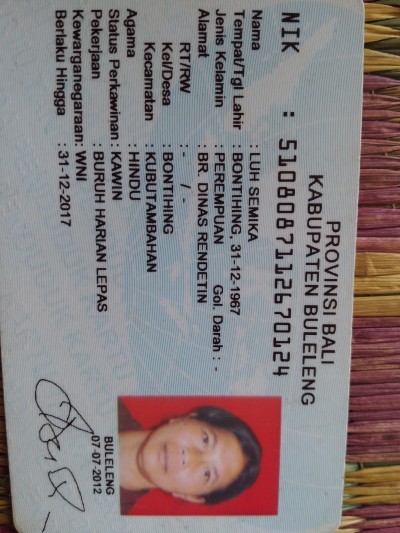 PROVINSI BALI
KABUPATEN BULELENG
NIK : 5108087112670124
Nama : LUH SEMIKA
Tempat/Tgl Lahir : BONTIHING, 31-12-1967
Jenis Kelamin : PEREMPUAN Gol. Darah : -
Alamat : BR. DINAS RENDETIN
RT/RW : - / -
Kel/Desa : BONTIHING
Kecamatan : KUBUTAMBAHAN
Agama : HINDU
Status Perkawinan : KAWIN
Pekerjaan : BURUH HARIAN LEPAS
Kewarganegaraan: WNI
Berlaku Hingga : 31-12-2017
BULELENG
07-07-2012